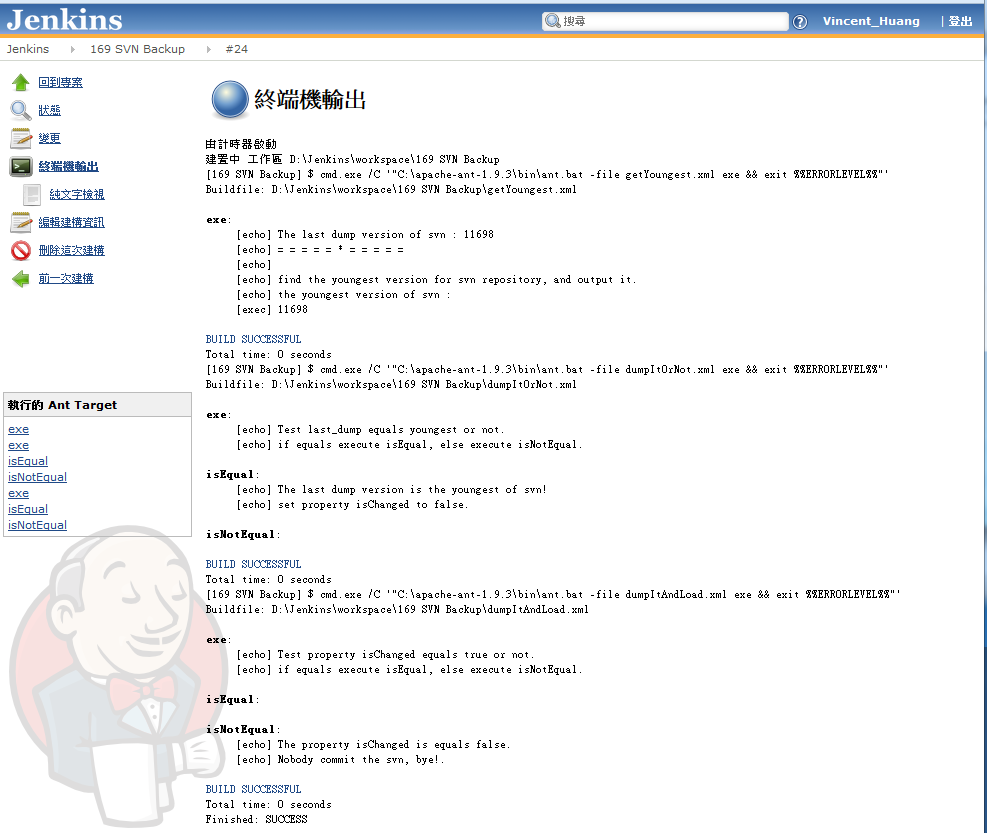 Jenkins
搜尋
Vincent_Huang
| 登出
Jenkins
169 SVN Backup
#24
回到專案
狀態
變更
終端機輸出
純文字檢視
編輯建構資訊
刪除這次建構
前一次建構
執行的 Ant Target
exe
exe
isEqual
isNotEqual
exe
isEqual
isNotEqual
終端機輸出
由計時器啟動
建置中 工作區 D:\Jenkins\workspace\169 SVN Backup
[169 SVN Backup] $ cmd.exe /C '"C:\apache-ant-1.9.3\bin\ant.bat -file getYoungest.xml exe && exit %%ERRORLEVEL%%"'
Buildfile: D:\Jenkins\workspace\169 SVN Backup\getYoungest.xml
exe:
[echo] The last dump version of svn : 11698
[echo] = = = = = * = = = = =
[echo]
[echo] find the youngest version for svn repository, and output it.
[echo] the youngest version of svn :
[exec] 11698
BUILD SUCCESSFUL
Total time: 0 seconds
[169 SVN Backup] $ cmd.exe /C '"C:\apache-ant-1.9.3\bin\ant.bat -file dumpItOrNot.xml exe && exit %%ERRORLEVEL%%"'
Buildfile: D:\Jenkins\workspace\169 SVN Backup\dumpItOrNot.xml
exe:
[echo] Test last_dump equals youngest or not.
[echo] if equals execute isEqual, else execute isNotEqual.
isEqual:
[echo] The last dump version is the youngest of svn!
[echo] set property isChanged to false.
isNotEqual:
BUILD SUCCESSFUL
Total time: 0 seconds
[169 SVN Backup] $ cmd.exe /C '"C:\apache-ant-1.9.3\bin\ant.bat -file dumpItAndLoad.xml exe && exit %%ERRORLEVEL%%"'
Buildfile: D:\Jenkins\workspace\169 SVN Backup\dumpItAndLoad.xml
exe:
[echo] Test property isChanged equals true or not.
[echo] if equals execute isEqual, else execute isNotEqual.
isEqual:
isNotEqual:
[echo] The property isChanged is equals false.
[echo] Nobody commit the svn, bye!.
BUILD SUCCESSFUL
Total time: 0 seconds
Finished: SUCCESS